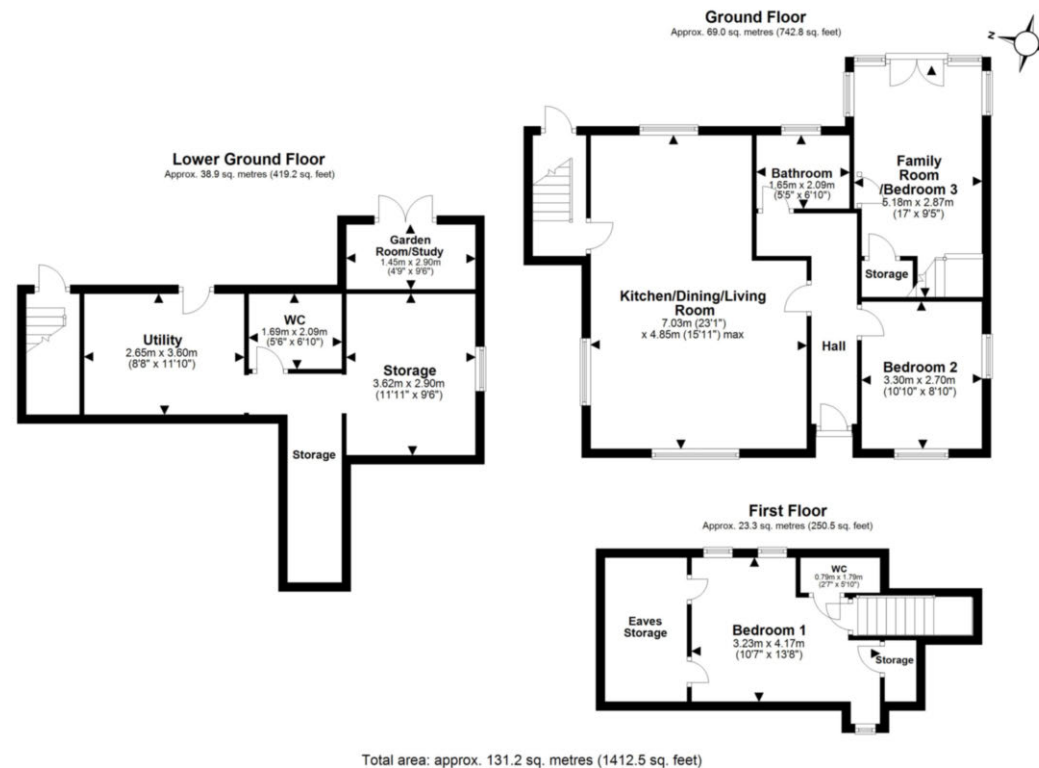 Ground Floor
Approx. 69.0 sq. metres (742.8 sq. feet)
N
Lower Ground Floor
Approx. 38.9 sq. metres (419.2 sq. feet)
Garden
Room/Study
1.45m x 2.90m
(4'9" x 9'6")
Utility
2.65m x 3.60m
(8'8" x 11'10")
WC
1.69m x 2.09m
(5'6" x 6'10")
Storage
3.62m x 2.90m
(11'11" x 9'6")
Storage
Bathroom
1.65m x 2.09m
(5'5" x 6'10")
Family
Room
/Bedroom 3
5.18m x 2.87m
(17' x 9'5")
Storage
Kitchen/Dining/Living
Room
7.03m (23'1")
x 4.85m (15'11") max
Hall
Bedroom 2
3.30m x 2.70m
(10'10" x 8'10")
First Floor
Approx. 23.3 sq. metres (250.5 sq. feet)
WC
0.79m x 1.79m
(2'7" x 5'10")
Eaves
Storage
Bedroom 1
3.23m x 4.17m
(10'7" x 13'8")
Storage
Total area: approx. 131.2 sq. metres (1412.5 sq. feet)